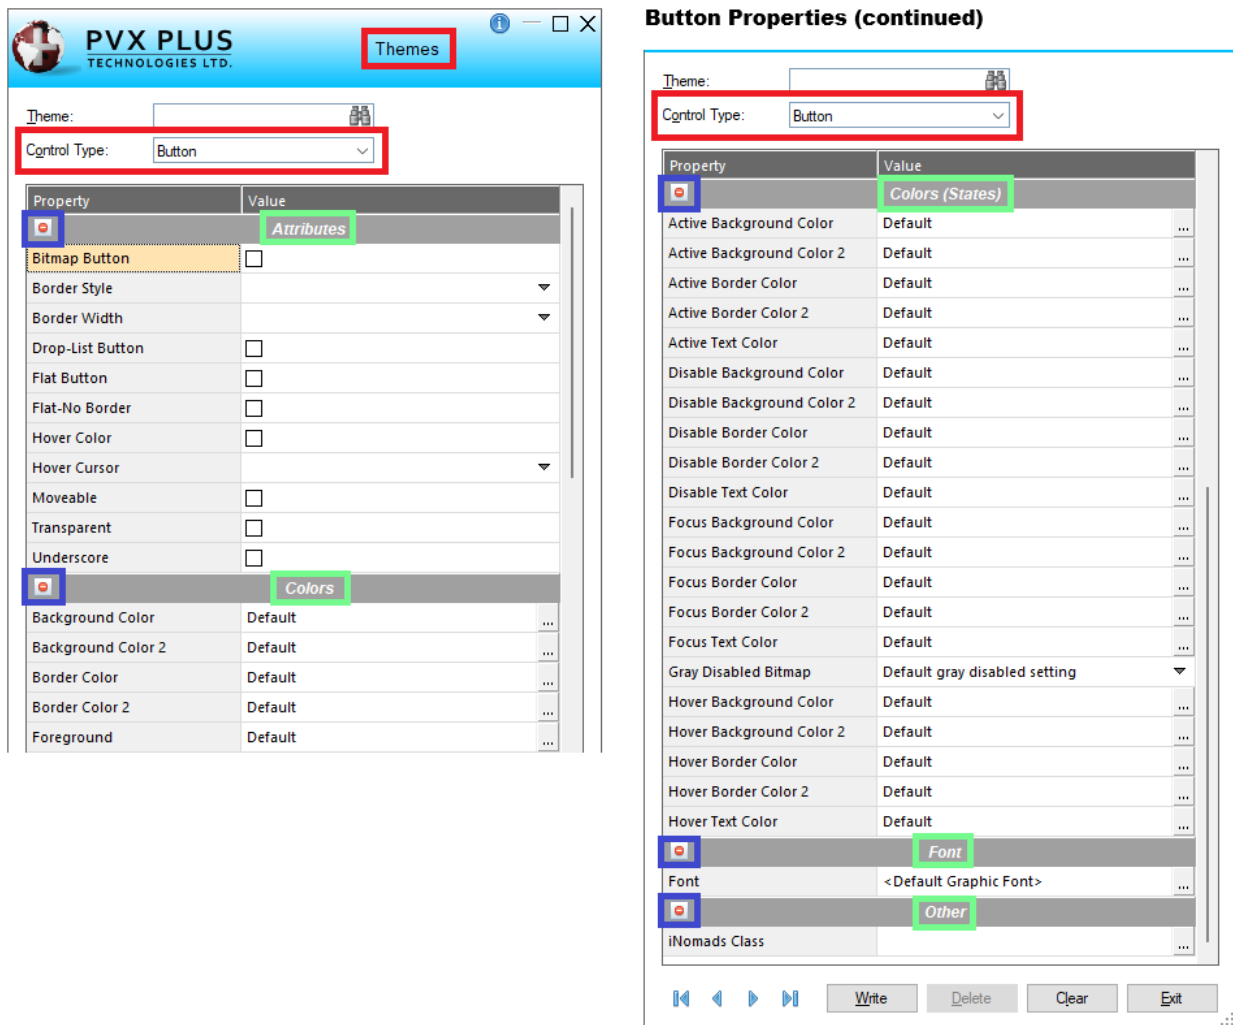 PVX PLUS
TECHNOLOGIES LTD.
Themes
Theme:
Control Type: Button
Property Value
Attributes
Bitmap Button
Border Style
Border Width
Drop-List Button
Flat Button
Flat-No Border
Hover Color
Hover Cursor
Moveable
Transparent
Underscore
Colors
Background Color Default ...
Background Color 2 Default ...
Border Color Default ...
Border Color 2 Default ...
Foreground Default ...
Button Properties (continued)
Theme:
Control Type: Button
Property Value
Colors (States)
Active Background Color Default ...
Active Background Color 2 Default ...
Active Border Color Default ...
Active Border Color 2 Default ...
Active Text Color Default ...
Disable Background Color Default ...
Disable Background Color 2 Default ...
Disable Border Color Default ...
Disable Border Color 2 Default ...
Disable Text Color Default ...
Focus Background Color Default ...
Focus Background Color 2 Default ...
Focus Border Color Default ...
Focus Border Color 2 Default ...
Focus Text Color Default ...
Gray Disabled Bitmap Default gray disabled setting
Hover Background Color Default ...
Hover Background Color 2 Default ...
Hover Border Color Default ...
Hover Border Color 2 Default ...
Hover Text Color Default ...
Font
Font <Default Graphic Font> ...
Other
iNomads Class ...
Write Delete Clear Exit